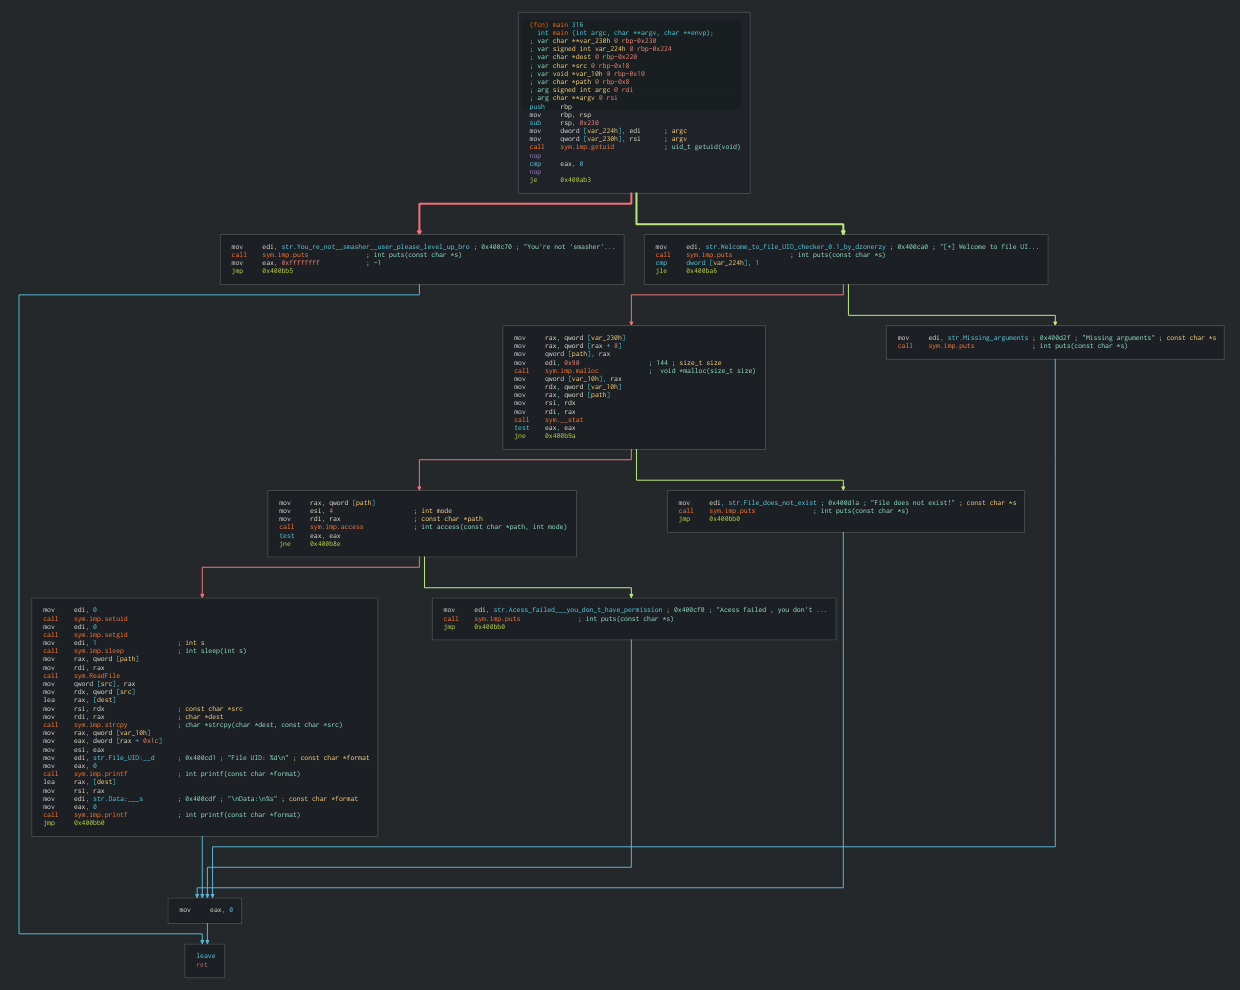 (fcn) main 316
int main (int argc, char **argv, char **envp);
; var char **var_230h @ rbp-0x230
; var signed int var_224h @ rbp-0x224
; var char *dest @ rbp-0x220
; var char *src @ rbp-0x18
; var void *var_10h @ rbp-0x10
; var char *path @ rbp-0x8
; arg signed int argc @ rdi
; arg char **argv @ rsi
push rbp
mov rbp, rsp
sub rsp, 0x230
mov dword [var_224h], edi ; argc
mov qword [var_230h], rsi ; argv
call sym.imp.getuid ; uid_t getuid(void)
nop
cmp eax, 0
nop
je 0x400ab3
mov edi, str.You_re_not__smasher__user_please_level_up_bro ; 0x400c70 ; "You're not 'smasher'...
call sym.imp.puts ; int puts(const char *s)
mov eax, 0xffffffff ; -1
jmp 0x400bb5
mov edi, str.Welcome_to_file_UID_checker_0.1_by_dzonerzy ; 0x400ca0 ; "[+] Welcome to file UI...
call sym.imp.puts ; int puts(const char *s)
cmp dword [var_224h], 1
jle 0x400ba6
mov rax, qword [var_230h]
mov rax, qword [rax + 8]
mov qword [path], rax
mov edi, 0x90 ; 144 ; size_t size
call sym.imp.malloc ; void *malloc(size_t size)
mov qword [var_10h], rax
mov rdx, qword [var_10h]
mov rax, qword [path]
mov rsi, rdx
mov rdi, rax
call sym.__stat
test eax, eax
jne 0x400b9a
mov edi, str.Missing_arguments ; 0x400d2f ; "Missing arguments" ; const char *s
call sym.imp.puts ; int puts(const char *s)
mov rax, qword [path]
mov esi, 4 ; int mode
mov rdi, rax ; const char *path
call sym.imp.access ; int access(const char *path, int mode)
test eax, eax
jne 0x400b8e
mov edi, str.File_does_not_exist ; 0x400d1a ; "File does not exist!" ; const char *s
call sym.imp.puts ; int puts(const char *s)
jmp 0x400bb0
mov edi, 0
call sym.imp.setuid
mov edi, 0
call sym.imp.setgid
mov edi, 1 ; int s
call sym.imp.sleep ; int sleep(int s)
mov rax, qword [path]
mov rdi, rax
call sym.ReadFile
mov qword [src], rax
mov rdx, qword [src]
lea rax, [dest]
mov rsi, rdx ; const char *src
mov rdi, rax ; char *dest
call sym.imp.strcpy ; char *strcpy(char *dest, const char *src)
mov rax, qword [var_10h]
mov eax, dword [rax + 0x1c]
mov esi, eax
mov edi, str.File_UID:__d ; 0x400cd1 ; "File UID: %d\n" ; const char *format
mov eax, 0
call sym.imp.printf ; int printf(const char *format)
lea rax, [dest]
mov rsi, rax
mov edi, str.Data:___s ; 0x400cdf ; "\nData:\n%s" ; const char *format
mov eax, 0
call sym.imp.printf ; int printf(const char *format)
jmp 0x400bb0
mov edi, str.Acess_failed___you_don_t_have_permission ; 0x400cf0 ; "Acess failed , you don't ...
call sym.imp.puts ; int puts(const char *s)
jmp 0x400bb0
mov eax, 0
leave
ret